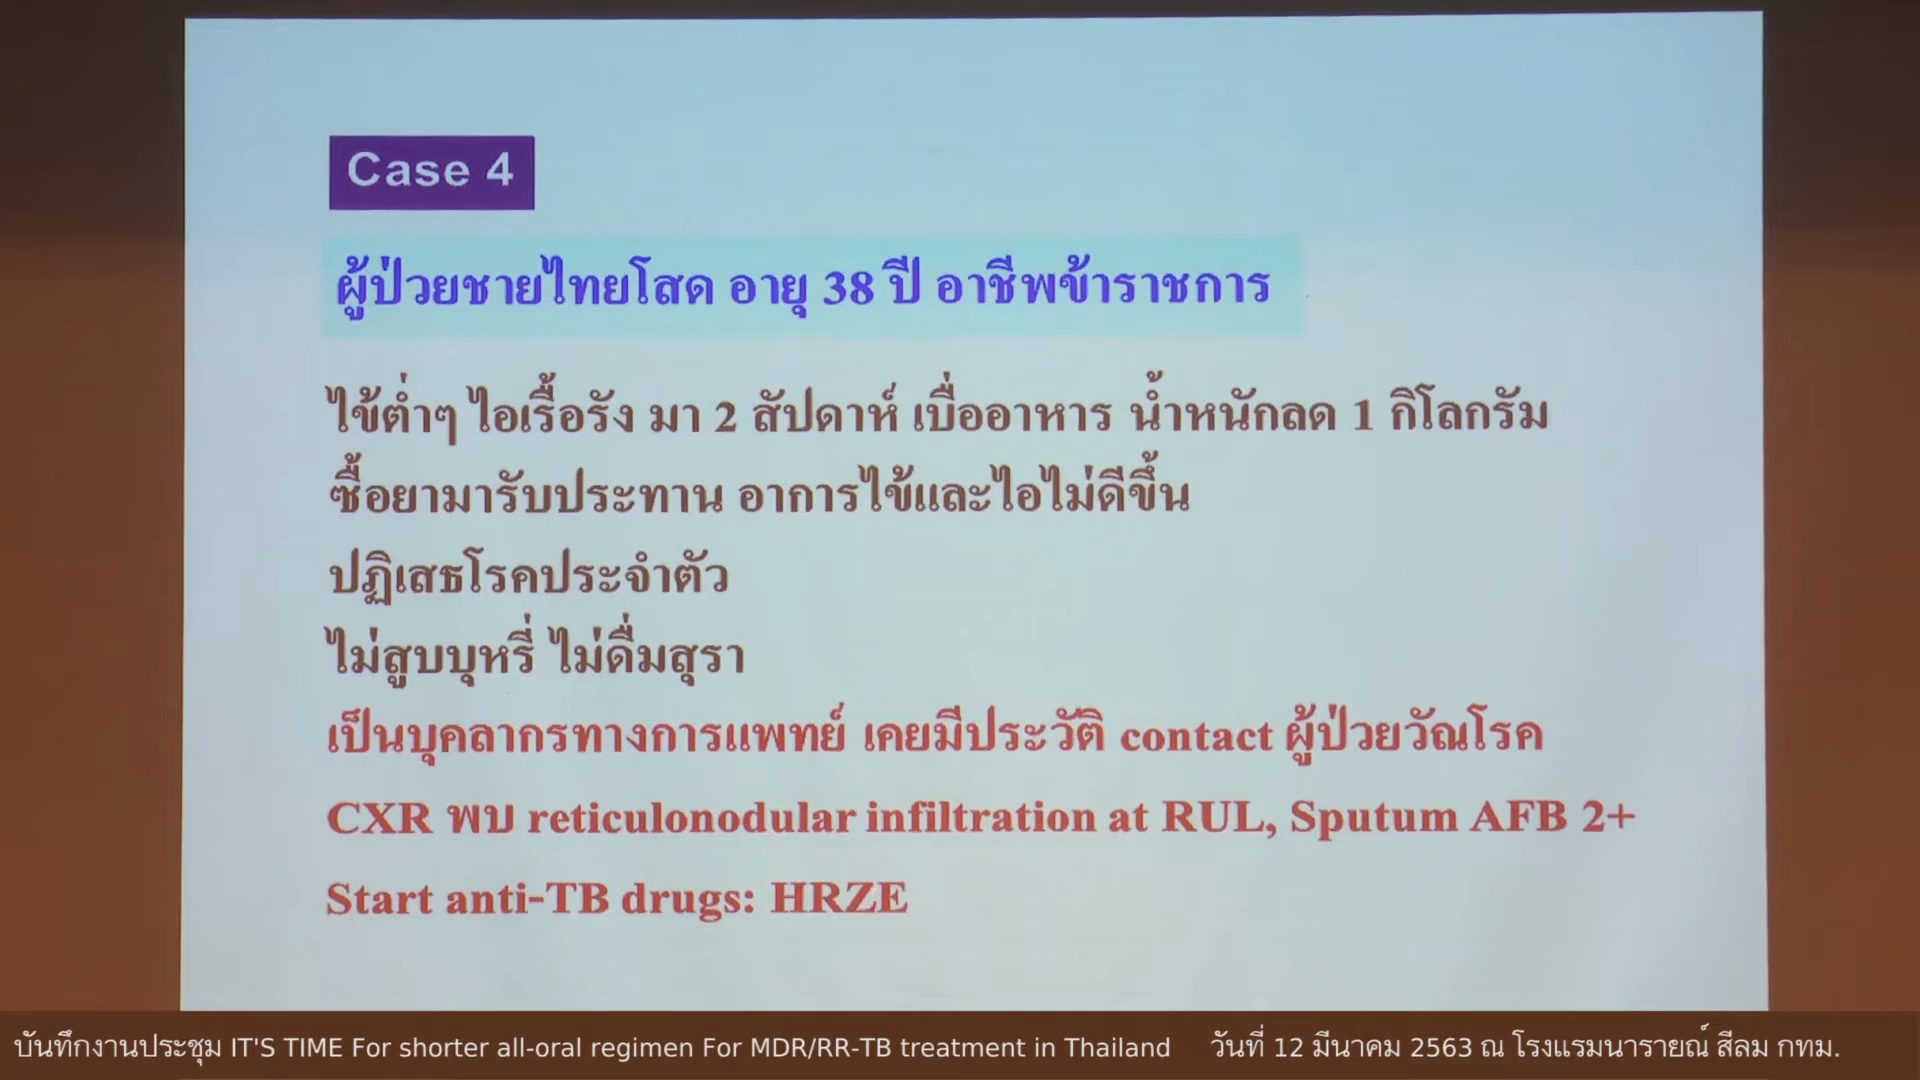 Case 4
ผู้ป่วยชายไทยโสด อายุ 38 ปี อาชีพข้าราชการ
ไข้ต่ำๆ ไอเรื้อรัง มา 2 สัปดาห์ เบื่ออาหาร น้ำหนักลด 1 กิโลกรัม
ซื้อยามารับประทาน อาการไข้และไอไม่ดีขึ้น
ปฏิเสธโรคประจำตัว
ไม่สูบบุหรี่ ไม่ดื่มสุรา
เป็นบุคลากรทางการแพทย์ เคยมีประวัติ contact ผู้ป่วยวัณโรค
CXR พบ reticulonodular infiltration at RUL, Sputum AFB 2+
Start anti-TB drugs: HRZE
บันทึกงานประชุม IT'S TIME For shorter all-oral regimen For MDR/RR-TB treatment in Thailand วันที่ 12 มีนาคม 2563 ณ โรงแรมนารายณ์ สีลม กทม.